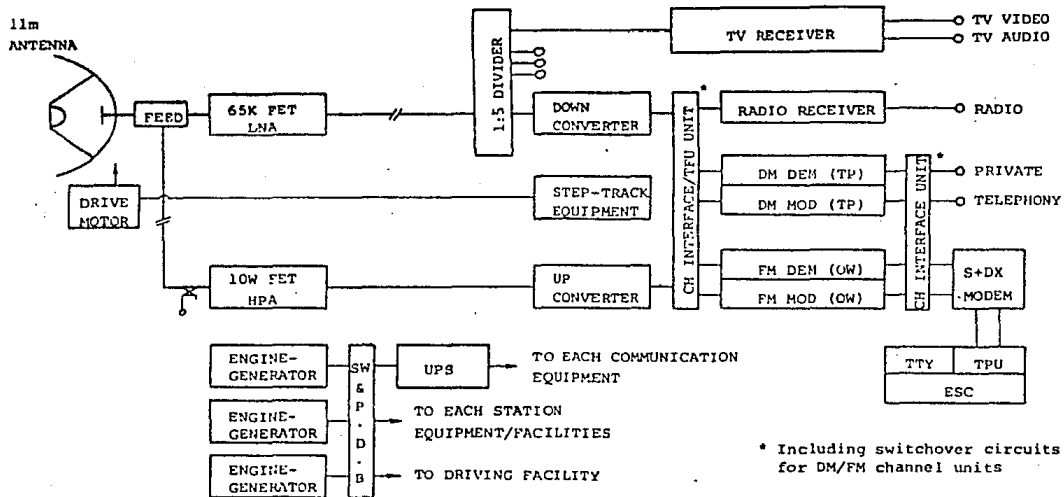 11m
ANTENNA
FEED
65K FET
LNA
1:5 DIVIDER
TV RECEIVER
TV VIDEO
TV AUDIO
DOWN
CONVERTER
*
RADIO RECEIVER
RADIO
CH INTERFACE/TFU UNIT
DRIVE
MOTOR
STEP-TRACK
EQUIPMENT
DM DEM (TP)
DM MOD (TP)
CH INTERFACE UNIT
*
PRIVATE
TELEPHONY
10W FET
HPA
UP
CONVERTER
FM DEM (OW)
FM MOD (OW)
S+DX
-MODEM
TTY
TPU
ESC
ENGINE-
GENERATOR
SW & P.D.B
UPS
TO EACH COMMUNICATION
EQUIPMENT
ENGINE-
GENERATOR
TO EACH STATION
EQUIPMENT/FACILITIES
ENGINE-
GENERATOR
TO DRIVING FACILITY
* Including switchover circuits
for DM/FM channel units